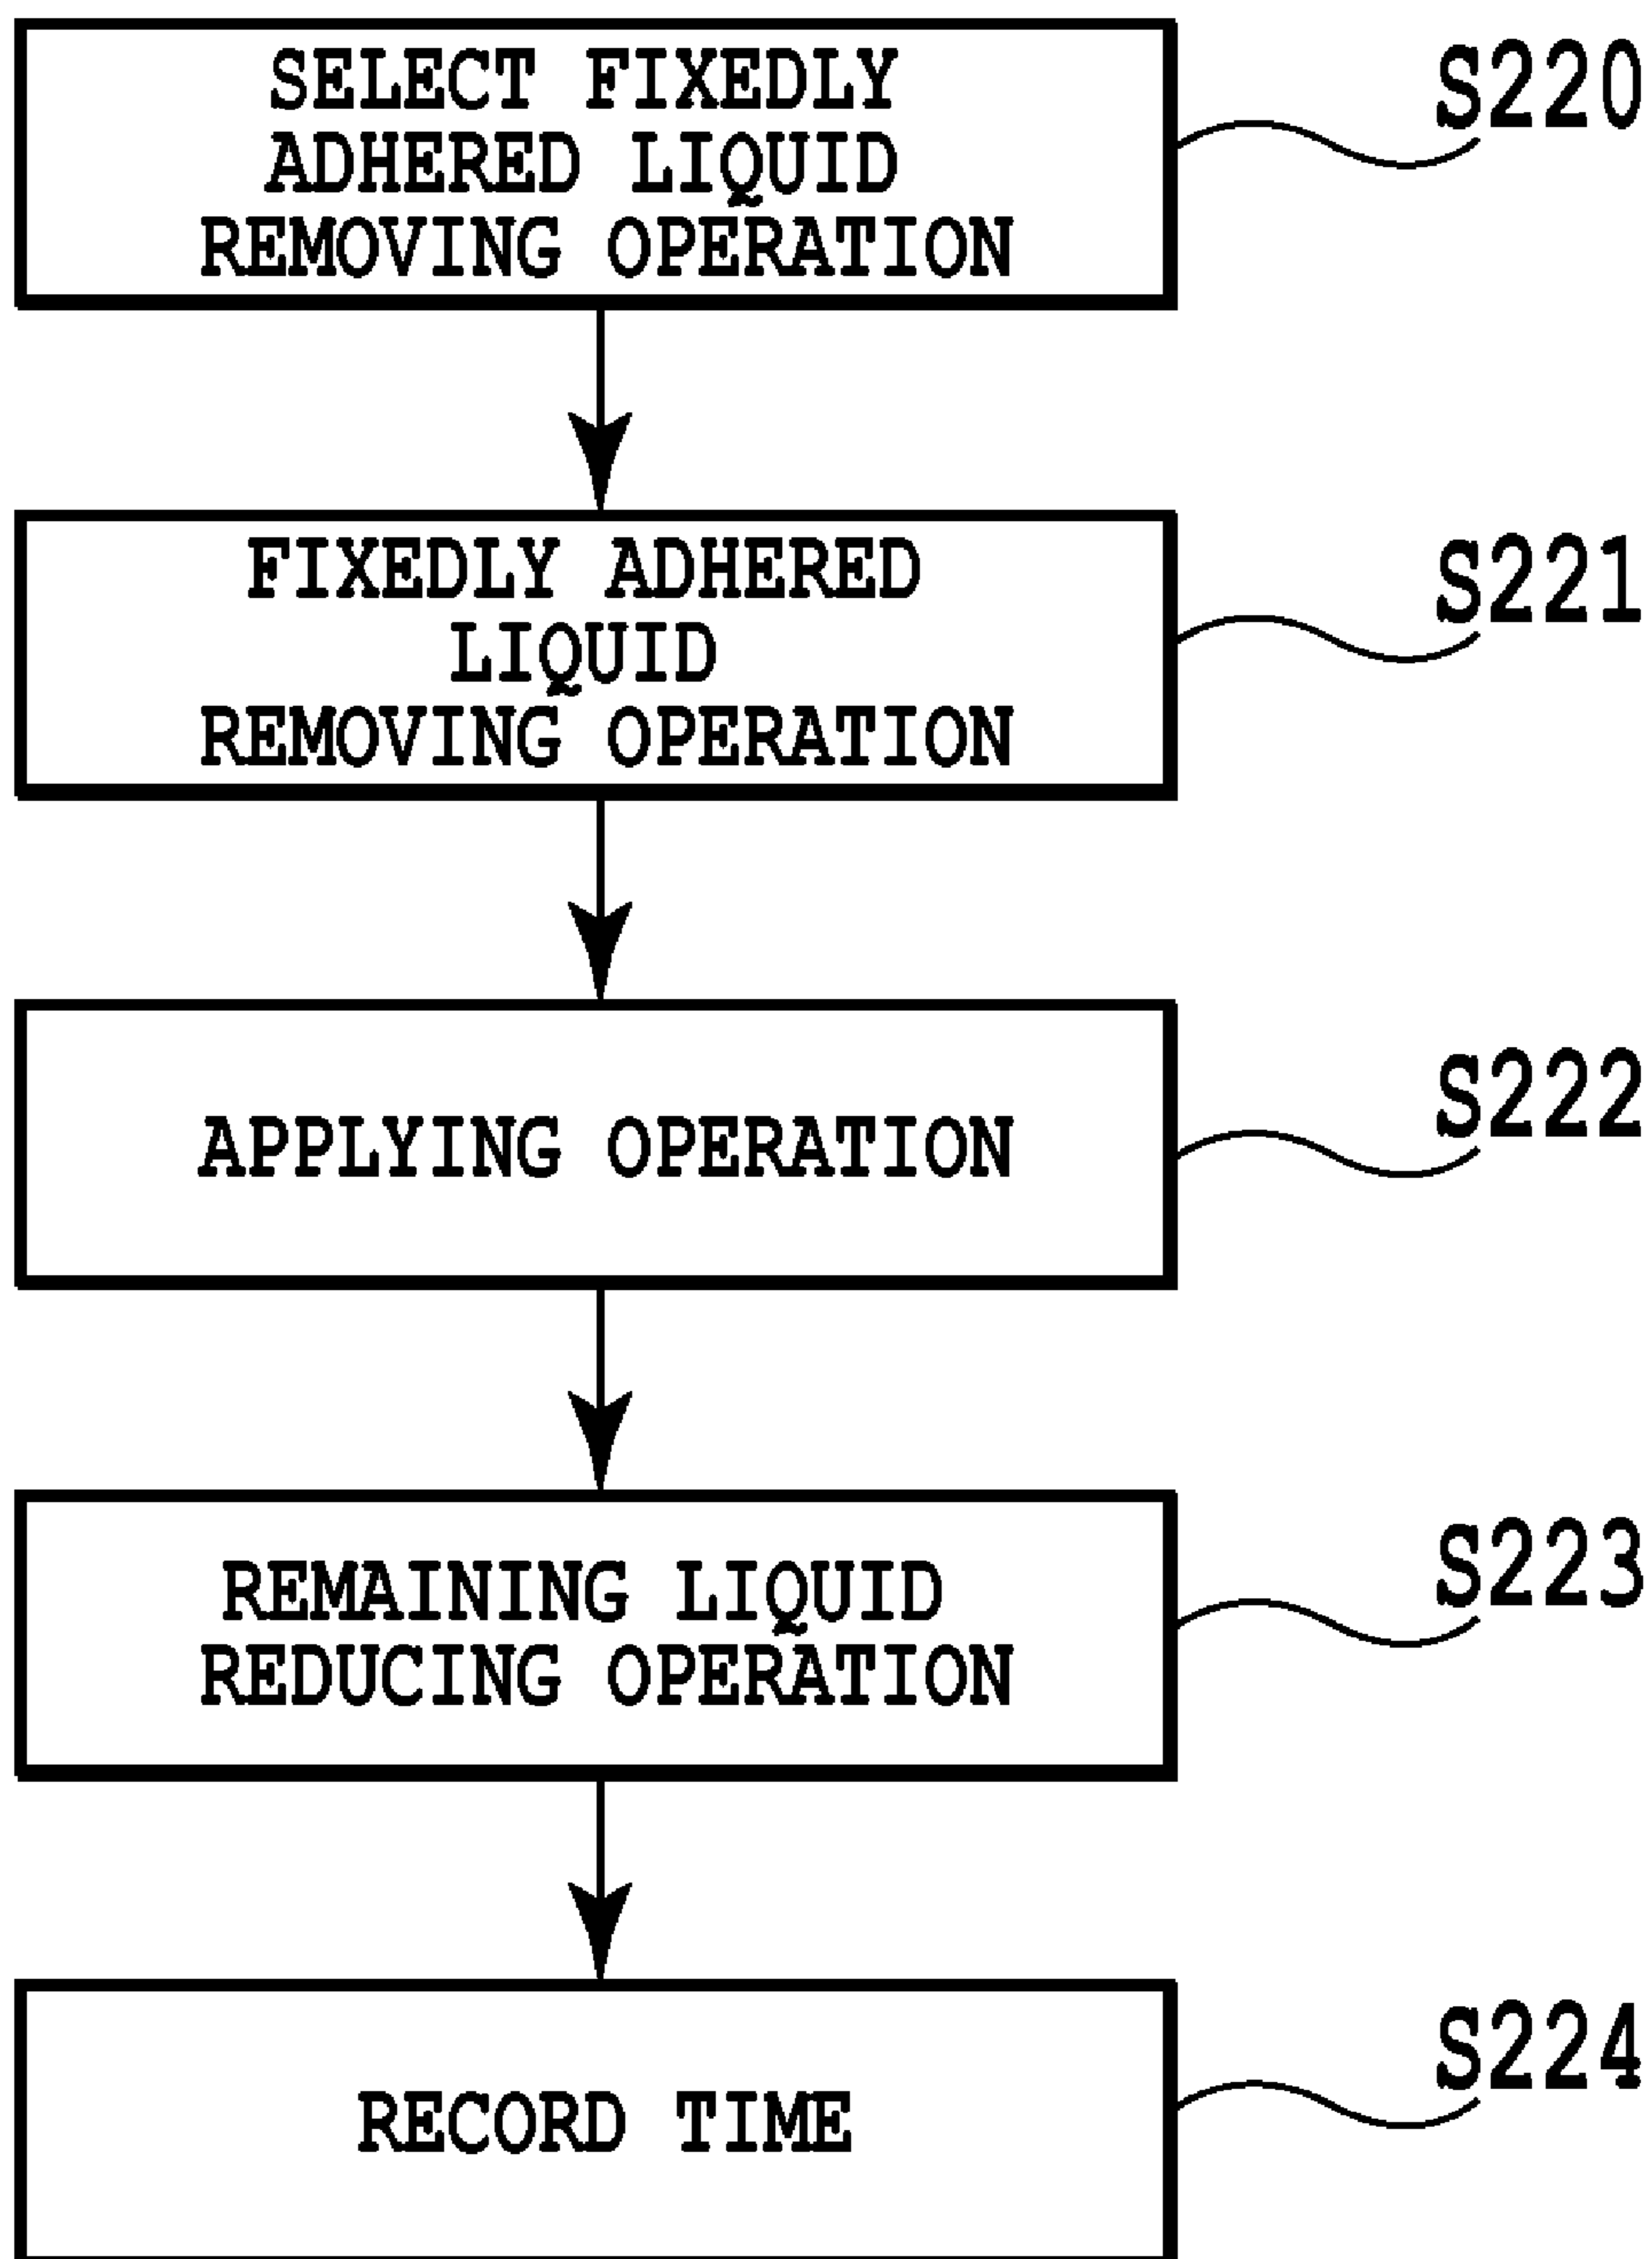 SELECT FIXEDLY
ADHERED LIQUID
REMOVING OPERATION
S220
FIXEDLY ADHERED
LIQUID
REMOVING OPERATION
S221
APPLYING OPERATION
S222
REMAINING LIQUID
REDUCING OPERATION
S223
RECORD TIME
S224